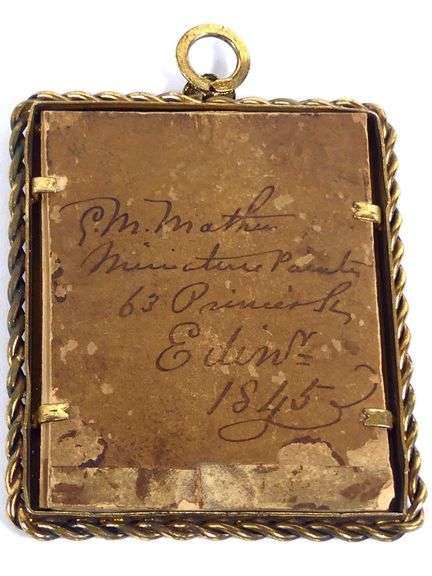 G.M. Mather
Miniature Painter
63 Princes St
Edinʳ
1845